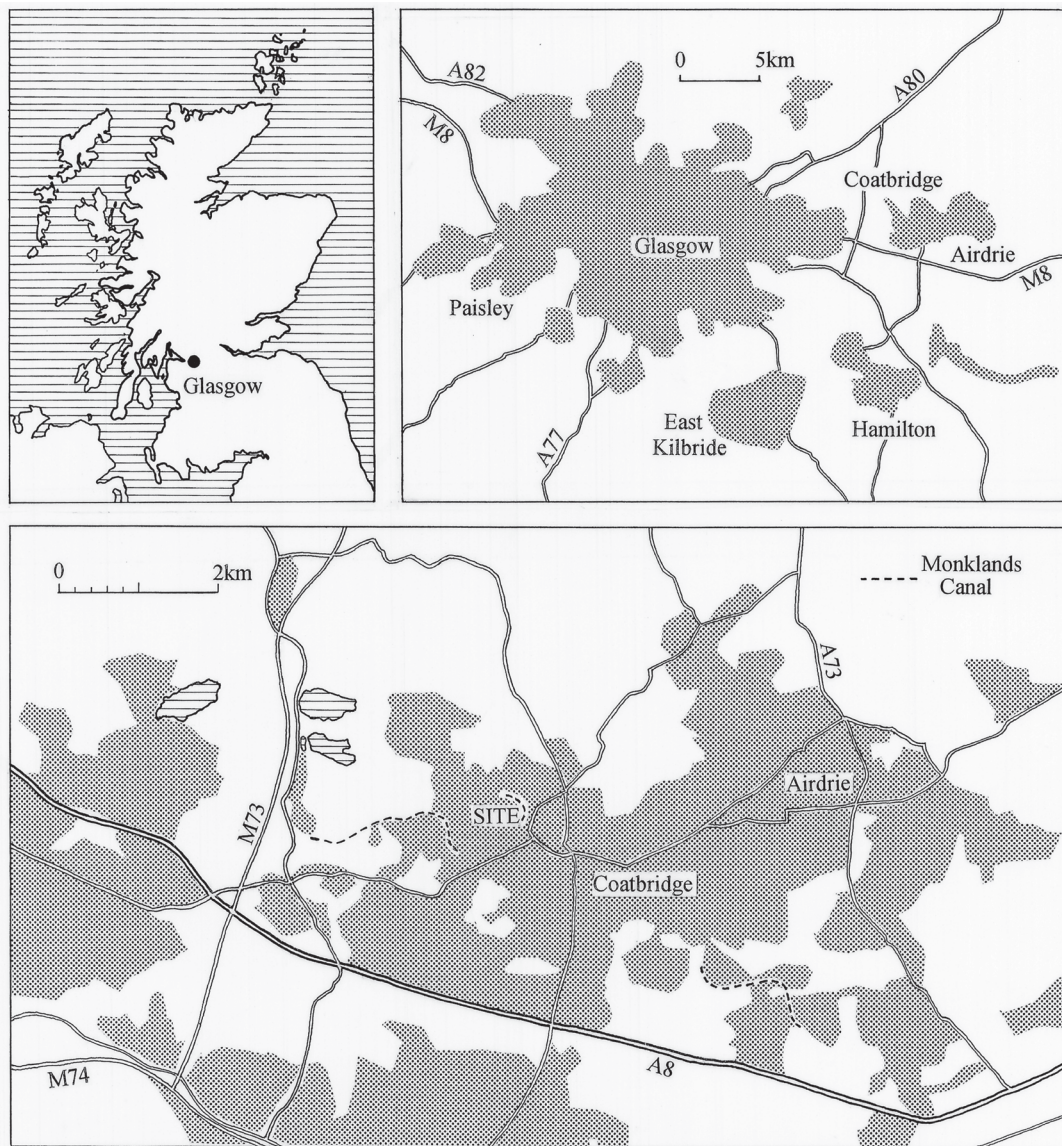 Glasgow
0 5km
A82
M8
A80
Coatbridge
Glasgow
Airdrie
M8
Paisley
East
Kilbride
Hamilton
A77
0 2km
Monklands
Canal
A73
M73
SITE
Airdrie
Coatbridge
A8
M74